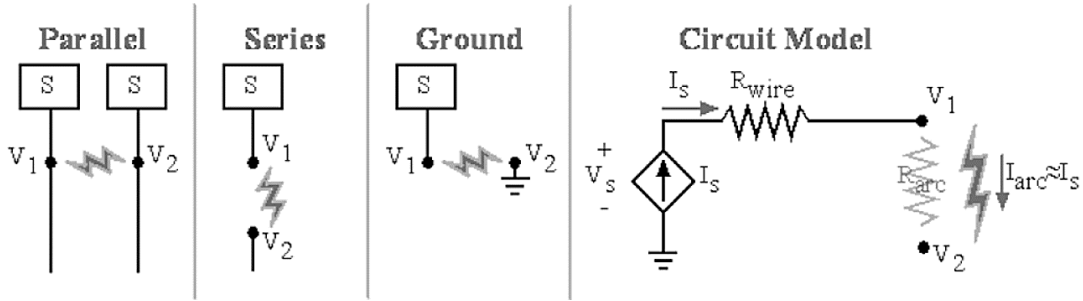 Parallel
S
S
V1
V2
Series
S
V1
V2
Ground
S
V1
V2
Circuit Model
Is
Rwire
V1
+
Vs
-
Is
Rarc
Iarc≈Is
V2